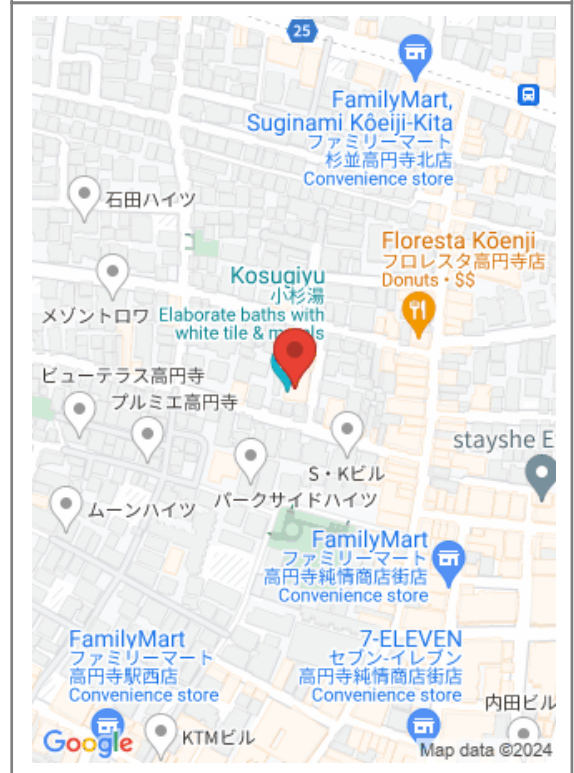 25
FamilyMart,
Suginami Kôeiji-Kita
ファミリーマート
杉並高円寺北店
Convenience store
石田ハイツ
Floresta Kōenji
フロレスタ高円寺店
Donuts • $$
Kosugiyu
小杉湯
Elaborate baths with
white tile &
メゾントロワ
ビューテラス高円寺
プルミエ高円寺
stayshe E
S・Kビル
パークサイドハイツ
ムーンハイツ
FamilyMart
ファミリーマート
高円寺純情商店街店
Convenience store
FamilyMart
ファミリーマート
高円寺駅西店
Convenience store
7-ELEVEN
セブン-イレブン
高円寺純情商店街店
Convenience store
内田ビル
KTMビル
Google
Map data ©2024